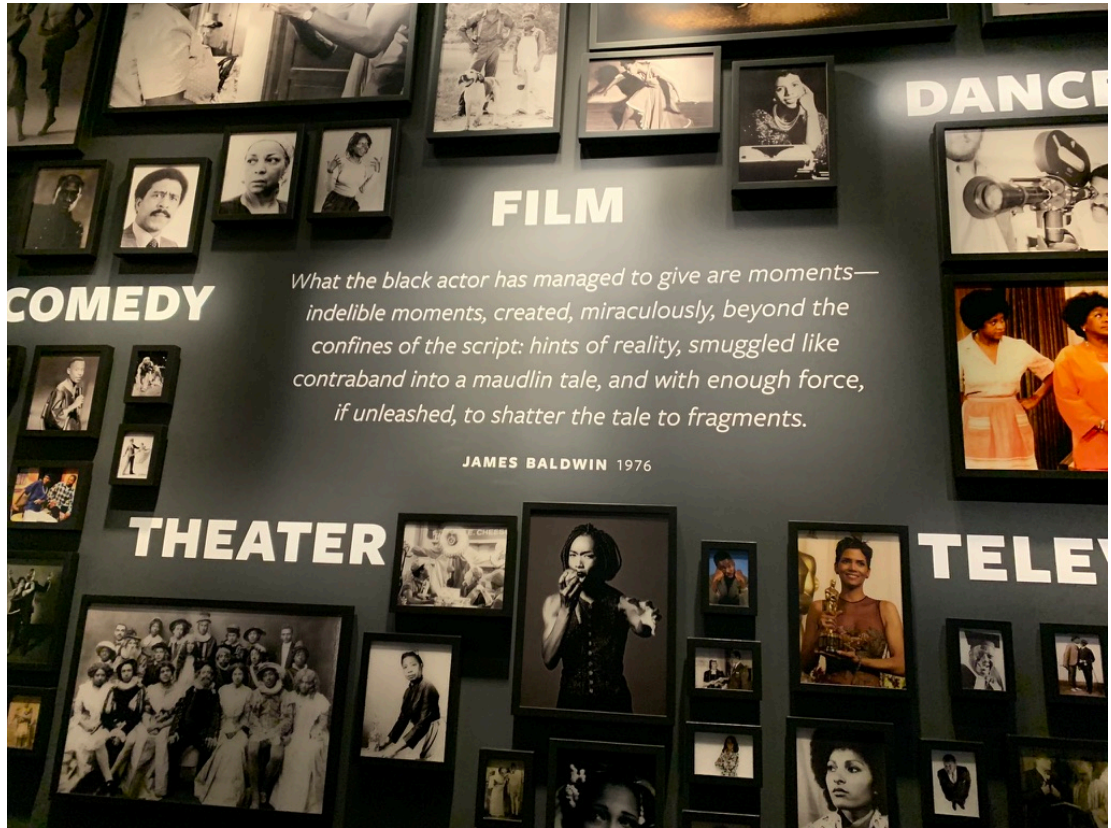 DANCE
FILM
What the black actor has managed to give are moments—
indelible moments, created, miraculously, beyond the
confines of the script: hints of reality, smuggled like
contraband into a maudlin tale, and with enough force,
if unleashed, to shatter the tale to fragments.
JAMES BALDWIN 1976
COMEDY
THEATER
TELEV